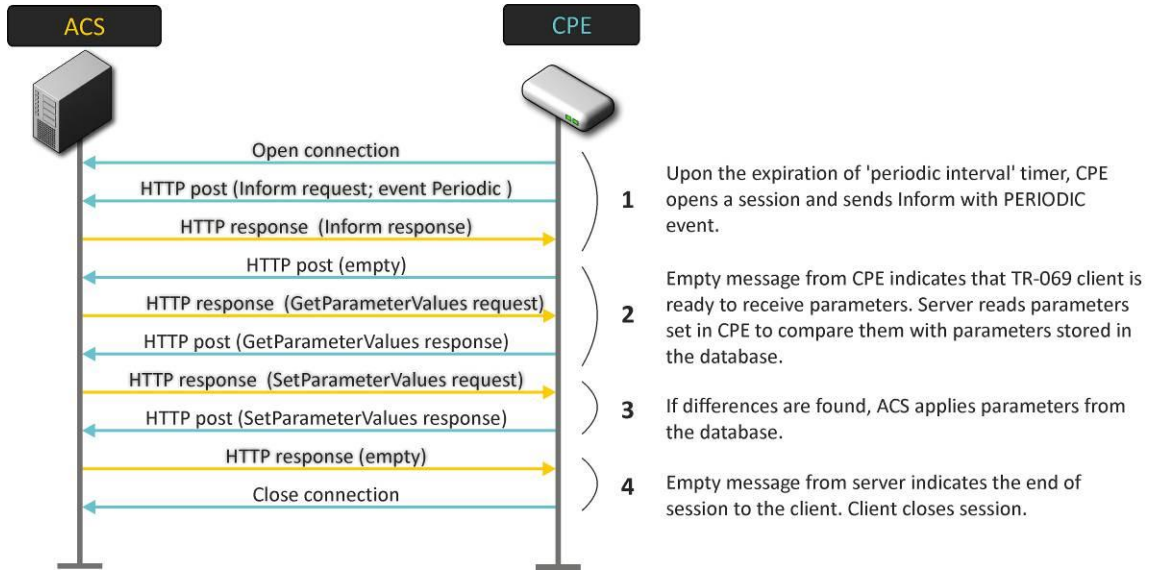 ACS
CPE
Open connection
HTTP post (Inform request; event Periodic )
HTTP response  (Inform response)
1
Upon the expiration of 'periodic interval' timer, CPE
opens a session and sends Inform with PERIODIC
event.
HTTP post (empty)
HTTP response  (GetParameterValues request)
HTTP post (GetParameterValues response)
2
Empty message from CPE indicates that TR-069 client is
ready to receive parameters. Server reads parameters
set in CPE to compare them with parameters stored in
the database.
HTTP response  (SetParameterValues request)
HTTP post (SetParameterValues response)
3
If differences are found, ACS applies parameters from
the database.
HTTP response (empty)
Close connection
4
Empty message from server indicates the end of
session to the client. Client closes session.